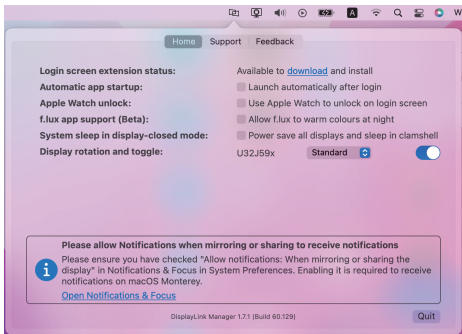 A W
Home Support Feedback
Login screen extension status: Available to download and install
Automatic app startup: Launch automatically after login
Apple Watch unlock: Use Apple Watch to unlock on login screen
f.lux app support (Beta): Allow f.lux to warm colours at night
System sleep in display-closed mode: Power save all displays and sleep in clamshell
Display rotation and toggle: U32J59x Standard
Please allow Notifications when mirroring or sharing to receive notifications
Please ensure you have checked "Allow notifications: When mirroring or sharing the
display" in Notifications & Focus in System Preferences. Enabling it is required to receive
notifications on macOS Monterey.
Open Notifications & Focus
DisplayLink Manager 1.7.1 (Build 60.129) Quit